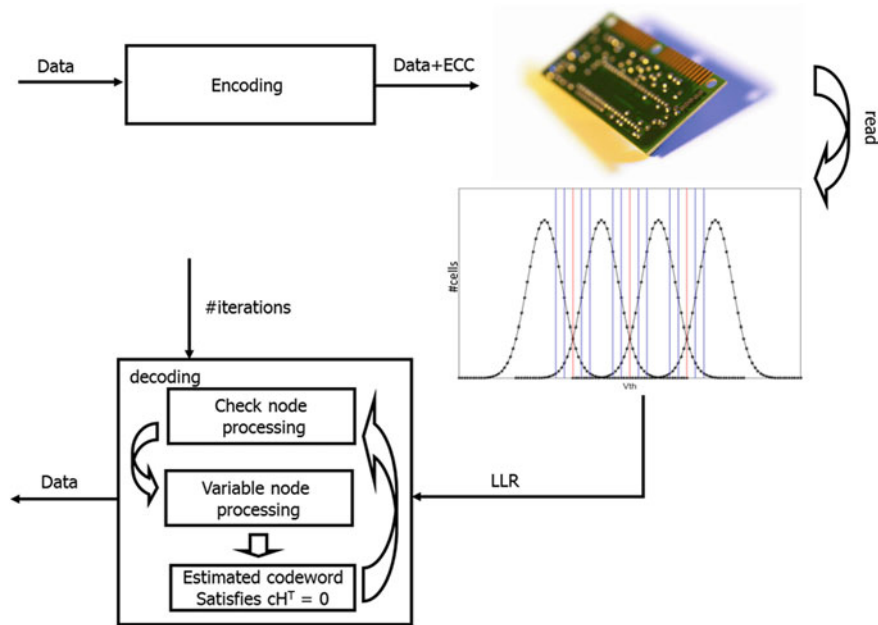 Data
Encoding
Data+ECC
read
#cells
Vth
#iterations
decoding
Check node
processing
Variable node
processing
Estimated codeword
Satisfies cHᵀ = 0
LLR
Data